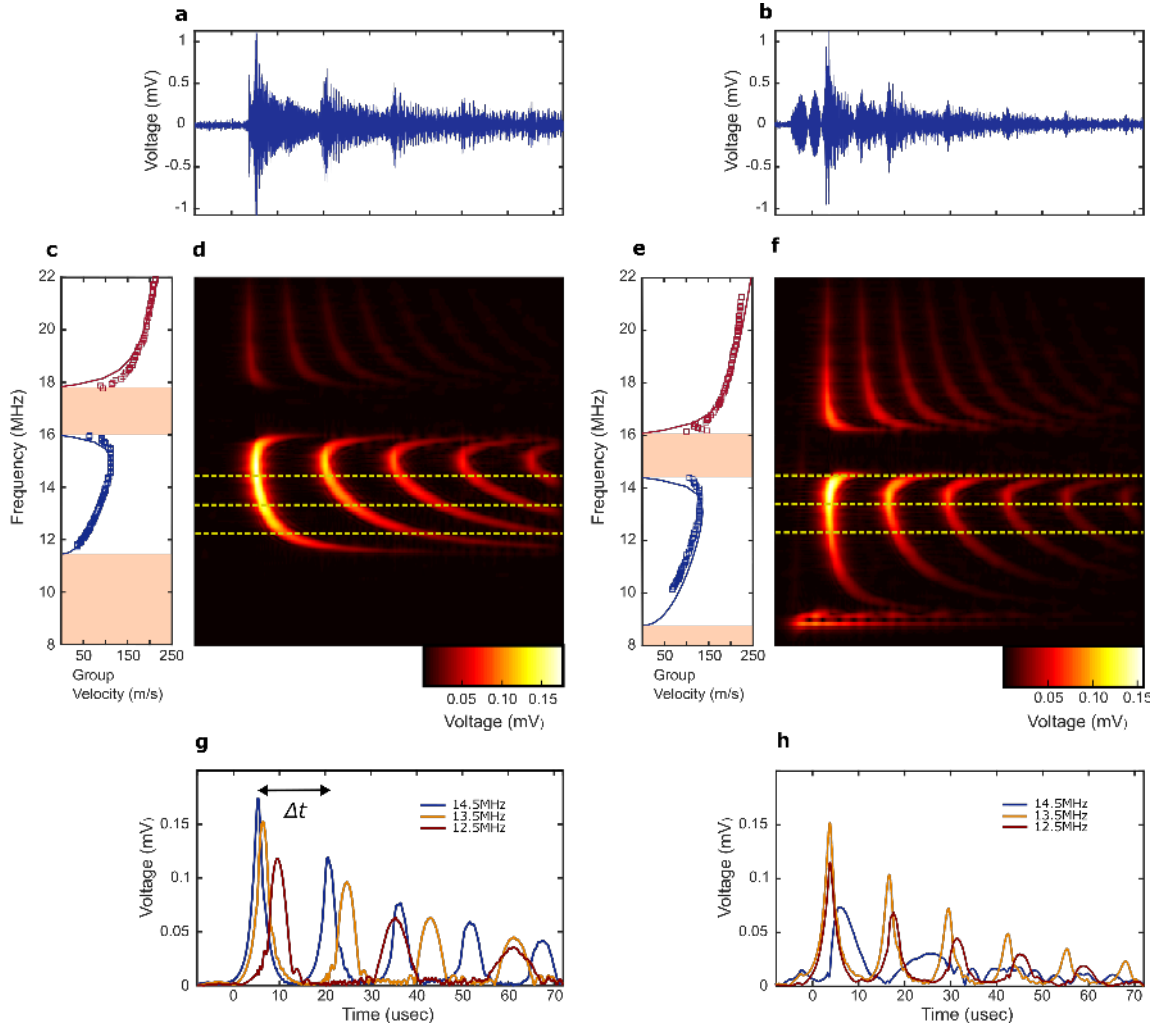 a
b
1
0.5
0
-0.5
-1
Voltage (mV)
1
0.5
0
-0.5
-1
Voltage (mV)
c
d
e
f
22
20
18
16
14
12
10
8
Frequency (MHz)
50 150 250
Group
Velocity (m/s)
0.05 0.10 0.15
Voltage (mV)
22
20
18
16
14
12
10
8
Frequency (MHz)
50 150 250
Group
Velocity (m/s)
0.05 0.10 0.15
Voltage (mV)
g
h
Δt
14.5MHz
13.5MHz
12.5MHz
0.15
0.1
0.05
0
Voltage (mV)
0 10 20 30 40 50 60 70
Time (usec)
14.5MHz
13.5MHz
12.5MHz
0.15
0.1
0.05
0
Voltage (mV)
0 10 20 30 40 50 60 70
Time (usec)